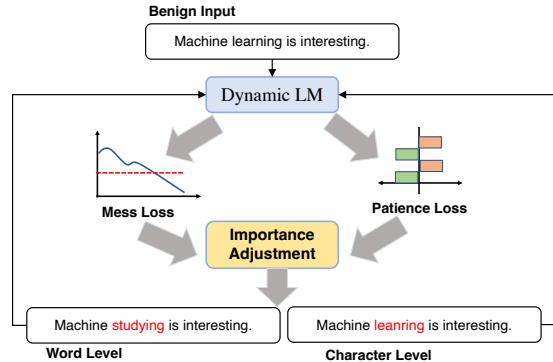 Benign Input
Machine learning is interesting.
Dynamic LM
Mess Loss
Patience Loss
Importance
Adjustment
Machine studying is interesting.
Machine leanring is interesting.
Word Level
Character Level